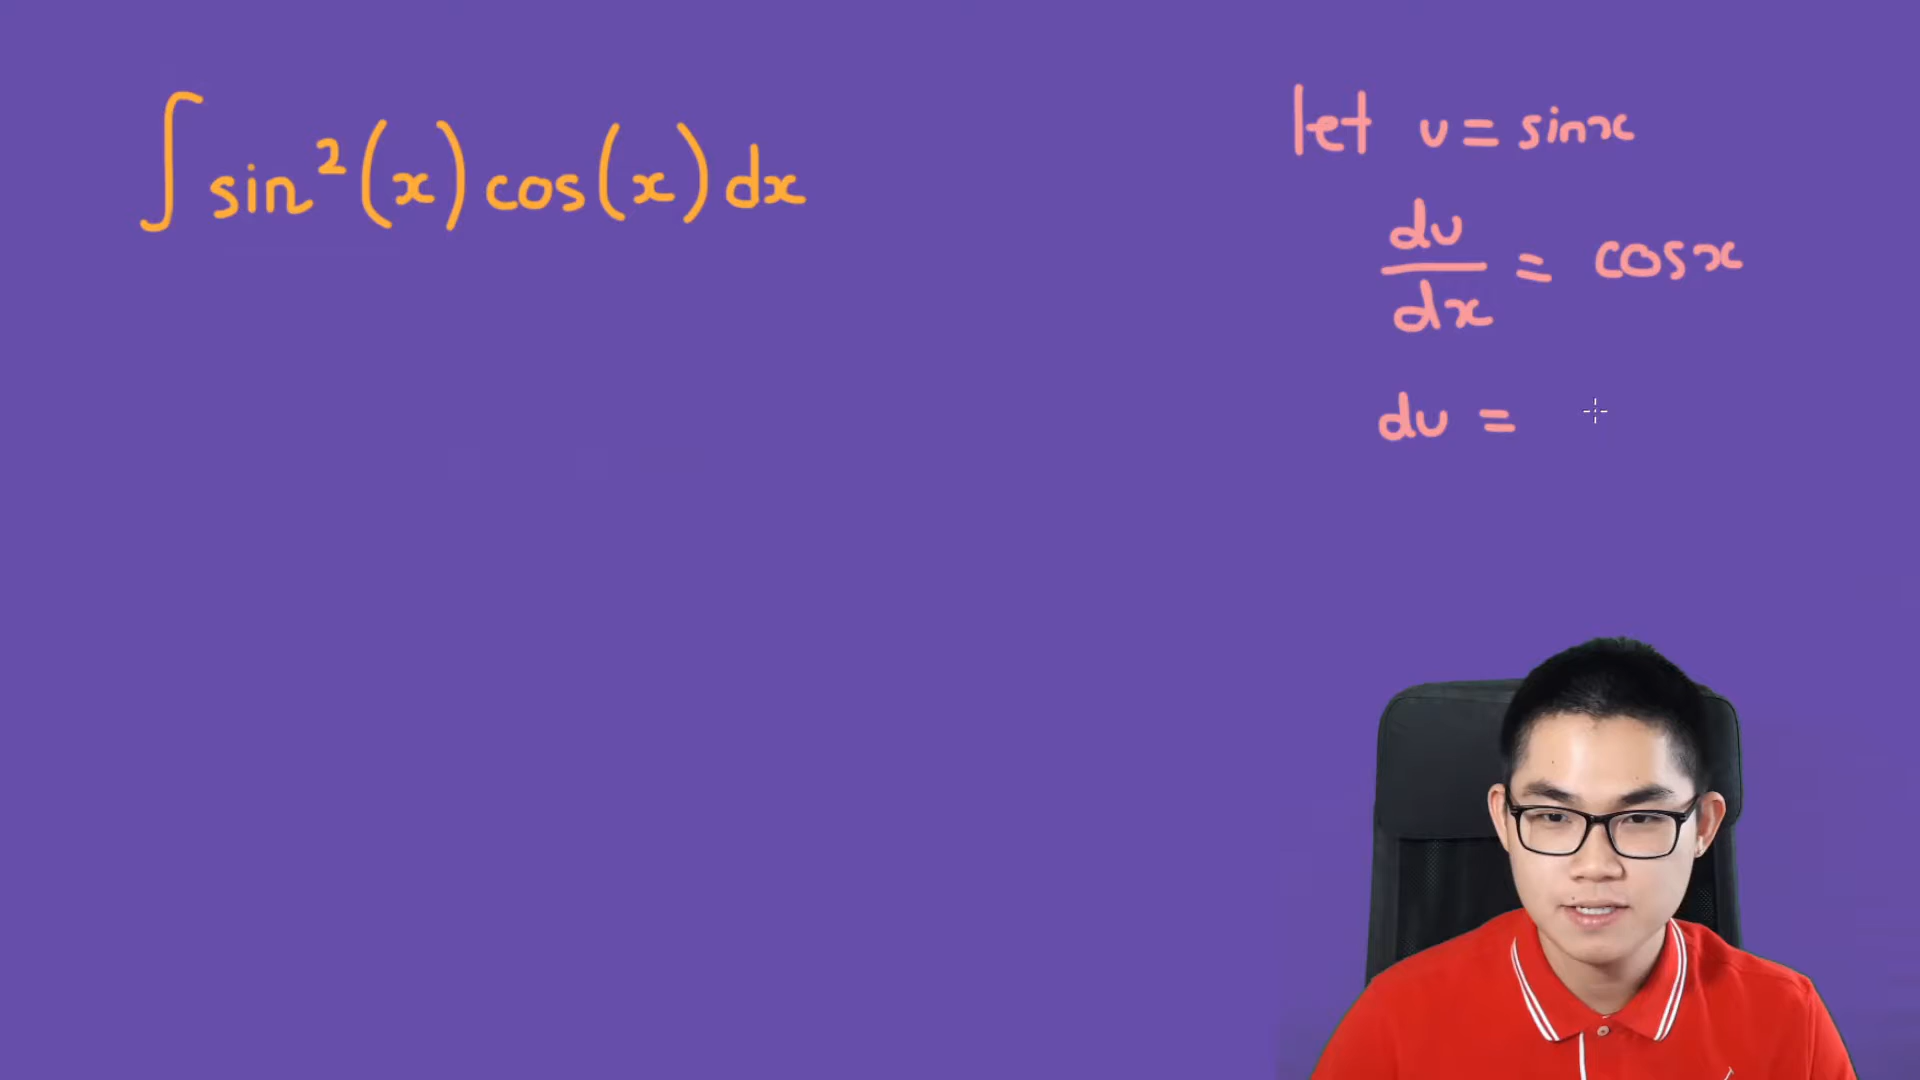 ∫ sin²(x) cos(x) dx
let u = sinx
du/dx = cosx
du =